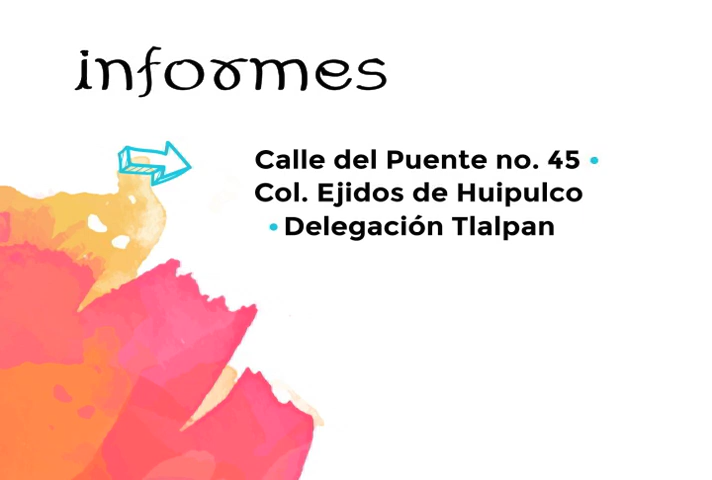 informes
Calle del Puente no. 45 •
Col. Ejidos de Huipulco
• Delegación Tlalpan